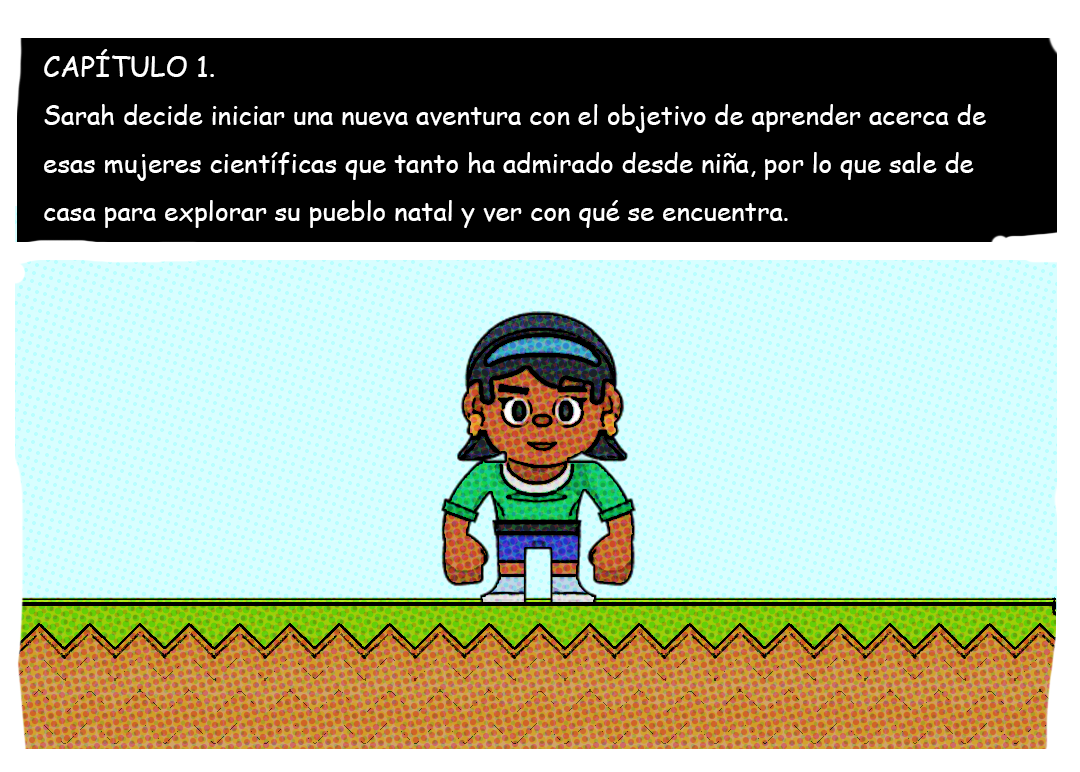 CAPÍTULO 1.
Sarah decide iniciar una nueva aventura con el objetivo de aprender acerca de
esas mujeres científicas que tanto ha admirado desde niña, por lo que sale de
casa para explorar su pueblo natal y ver con qué se encuentra.